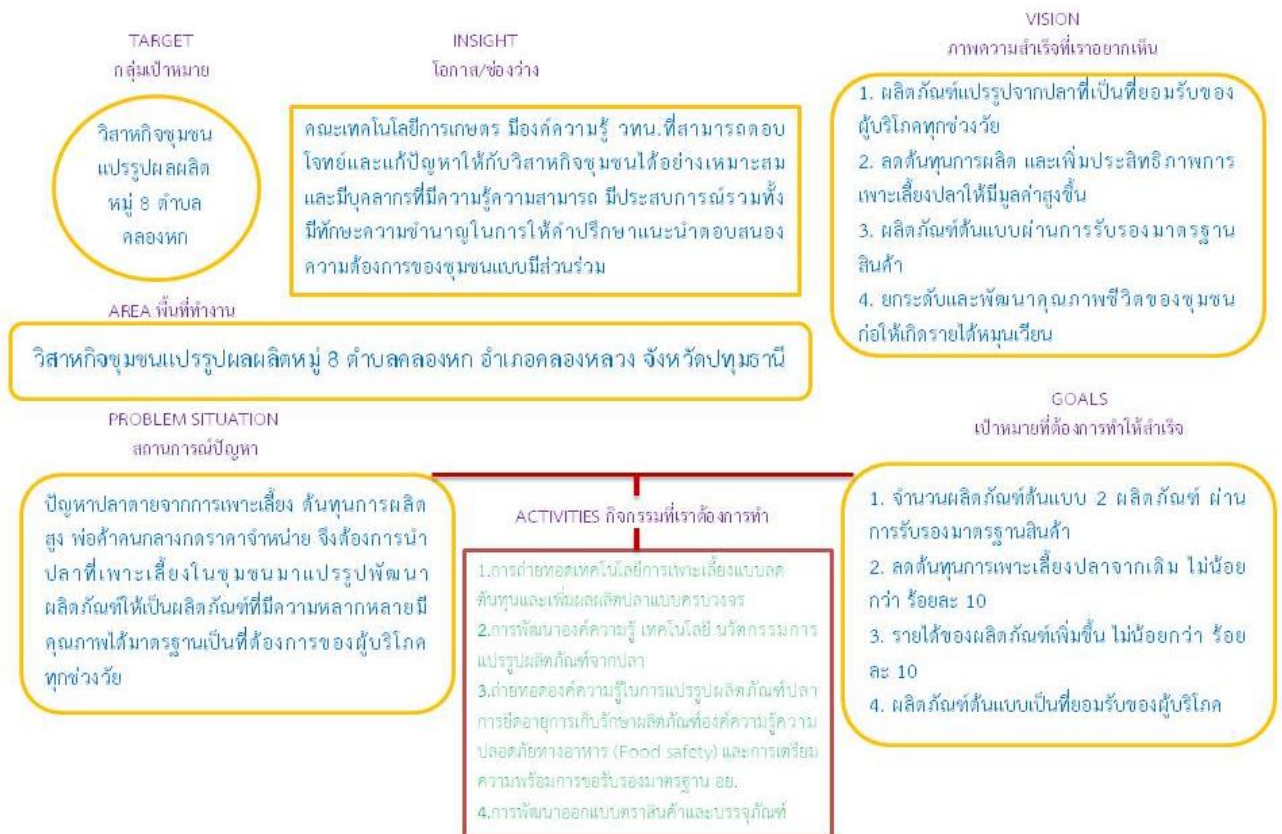 TARGET
กลุ่มเป้าหมาย
วิสาหกิจชุมชน
แปรรูปผลผลิต
หมู่ 8 ตำบล
คลองหก
INSIGHT
โอกาส/ช่องว่าง
คณะเทคโนโลยีการเกษตร มีองค์ความรู้ วทน.ที่สามารถตอบ
โจทย์และแก้ปัญหาให้กับวิสาหกิจชุมชนได้อย่างเหมาะสม
และมีบุคลากรที่มีความรู้ความสามารถ มีประสบการณ์รวมทั้ง
มีทักษะความชำนาญในการให้คำปรึกษาแนะนำตอบสนอง
ความต้องการของชุมชนแบบมีส่วนร่วม
VISION
ภาพความสำเร็จที่เราอยากเห็น
1. ผลิตภัณฑ์แปรรูปจากปลาที่เป็นที่ยอมรับของ
ผู้บริโภคทุกช่วงวัย
2. ลดต้นทุนการผลิต และเพิ่มประสิทธิภาพการ
เพาะเลี้ยงปลาให้มีมูลค่าสูงขึ้น
3. ผลิตภัณฑ์ต้นแบบผ่านการรับรองมาตรฐาน
สินค้า
4. ยกระดับและพัฒนาคุณภาพชีวิตของชุมชน
ก่อให้เกิดรายได้หมุนเวียน
AREA พื้นที่ทำงาน
วิสาหกิจชุมชนแปรรูปผลผลิตหมู่ 8 ตำบลคลองหก อำเภอคลองหลวง จังหวัดปทุมธานี
PROBLEM SITUATION
สถานการณ์ปัญหา
ปัญหาปลาตายจากการเพาะเลี้ยง ต้นทุนการผลิต
สูง พ่อค้าคนกลางกดราคาจำหน่าย จึงต้องการนำ
ปลาที่เพาะเลี้ยงในชุมชนมาแปรรูปพัฒนา
ผลิตภัณฑ์ให้เป็นผลิตภัณฑ์ที่มีความหลากหลายมี
คุณภาพได้มาตรฐานเป็นที่ต้องการของผู้บริโภค
ทุกช่วงวัย
ACTIVITIES กิจกรรมที่เราต้องการทำ
1.การถ่ายทอดเทคโนโลยีการเพาะเลี้ยงแบบลด
ต้นทุนและเพิ่มผลผลิตปลาแบบครบวงจร
2.การพัฒนาองค์ความรู้ เทคโนโลยี นวัตกรรมการ
แปรรูปผลิตภัณฑ์จากปลา
3.ถ่ายทอดองค์ความรู้ในการแปรรูปผลิตภัณฑ์ปลา
การยืดอายุการเก็บรักษาผลิตภัณฑ์องค์ความรู้ความ
ปลอดภัยทางอาหาร (Food safety) และการเตรียม
ความพร้อมการขอรับรองมาตรฐาน อย.
4.การพัฒนาออกแบบตราสินค้าและบรรจุภัณฑ์
GOALS
เป้าหมายที่ต้องการทำให้สำเร็จ
1. จำนวนผลิตภัณฑ์ต้นแบบ 2 ผลิตภัณฑ์ ผ่าน
การรับรองมาตรฐานสินค้า
2. ลดต้นทุนการเพาะเลี้ยงปลาจากเดิม ไม่น้อย
กว่า ร้อยละ 10
3. รายได้ของผลิตภัณฑ์เพิ่มขึ้น ไม่น้อยกว่า ร้อย
ละ 10
4. ผลิตภัณฑ์ต้นแบบเป็นที่ยอมรับของผู้บริโภค